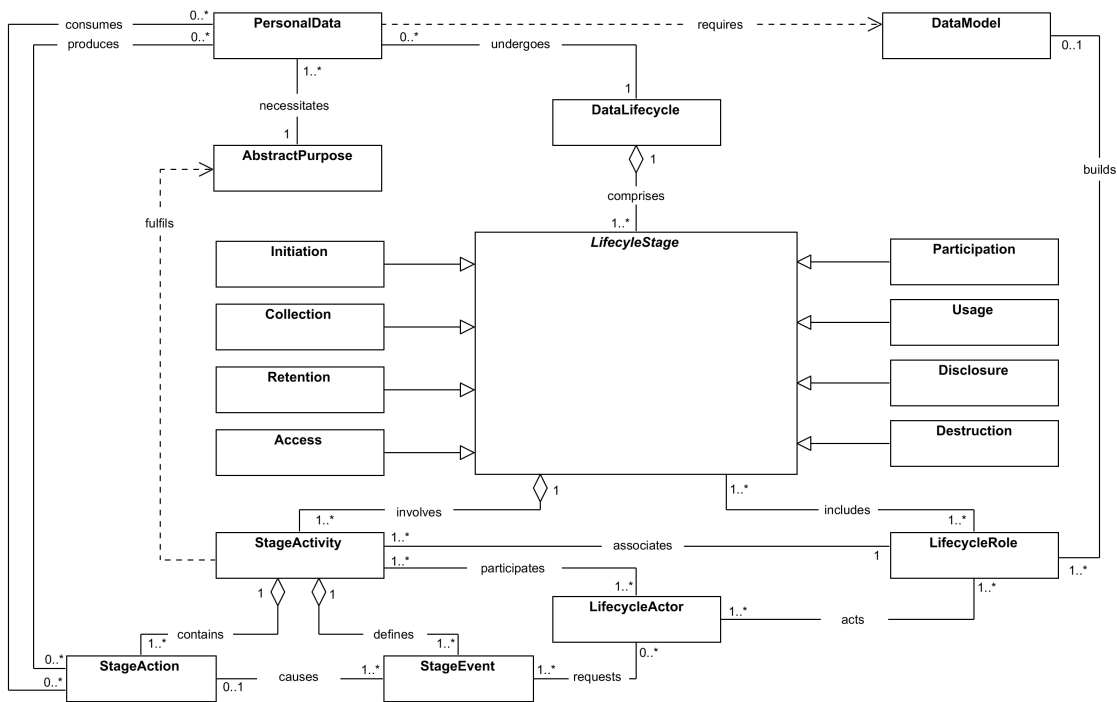 consumes
0..*
PersonalData
requires
DataModel
produces
0..*
0..*
undergoes
0..1
1..*
1
necessitates
DataLifecycle
1
1
AbstractPurpose
builds
comprises
fulfils
1..*
LifecyleStage
Initiation
Participation
Collection
Usage
Retention
Disclosure
Access
Destruction
1
1..*
involves
includes
1..*
1..*
StageActivity
1..*
associates
1
LifecycleRole
1..*
participates
1..*
1..*
1..*
1
1
LifecycleActor
1..*
acts
contains
defines
1..*
1..*
0..*
0..*
StageAction
causes
1..*
StageEvent
1..*
requests
0..*
0..1